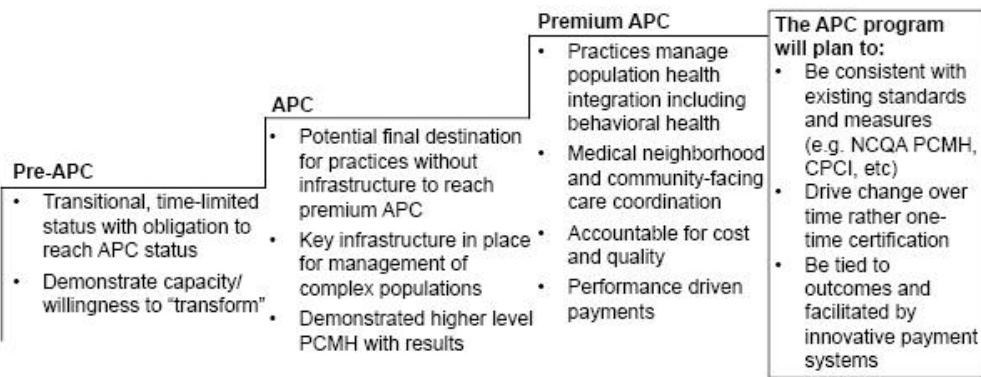 Pre-APC
• Transitional, time-limited
status with obligation to
reach APC status
• Demonstrate capacity/
willingness to “transform”
APC
• Potential final destination
for practices without
infrastructure to reach
premium APC
• Key infrastructure in place
for management of
complex populations
• Demonstrated higher level
PCMH with results
Premium APC
• Practices manage
population health
integration including
behavioral health
• Medical neighborhood
and community-facing
care coordination
• Accountable for cost
and quality
• Performance driven
payments
The APC program
will plan to:
• Be consistent with
existing standards
and measures
(e.g. NCQA PCMH,
CPCI, etc)
• Drive change over
time rather one-
time certification
• Be tied to
outcomes and
facilitated by
innovative payment
systems